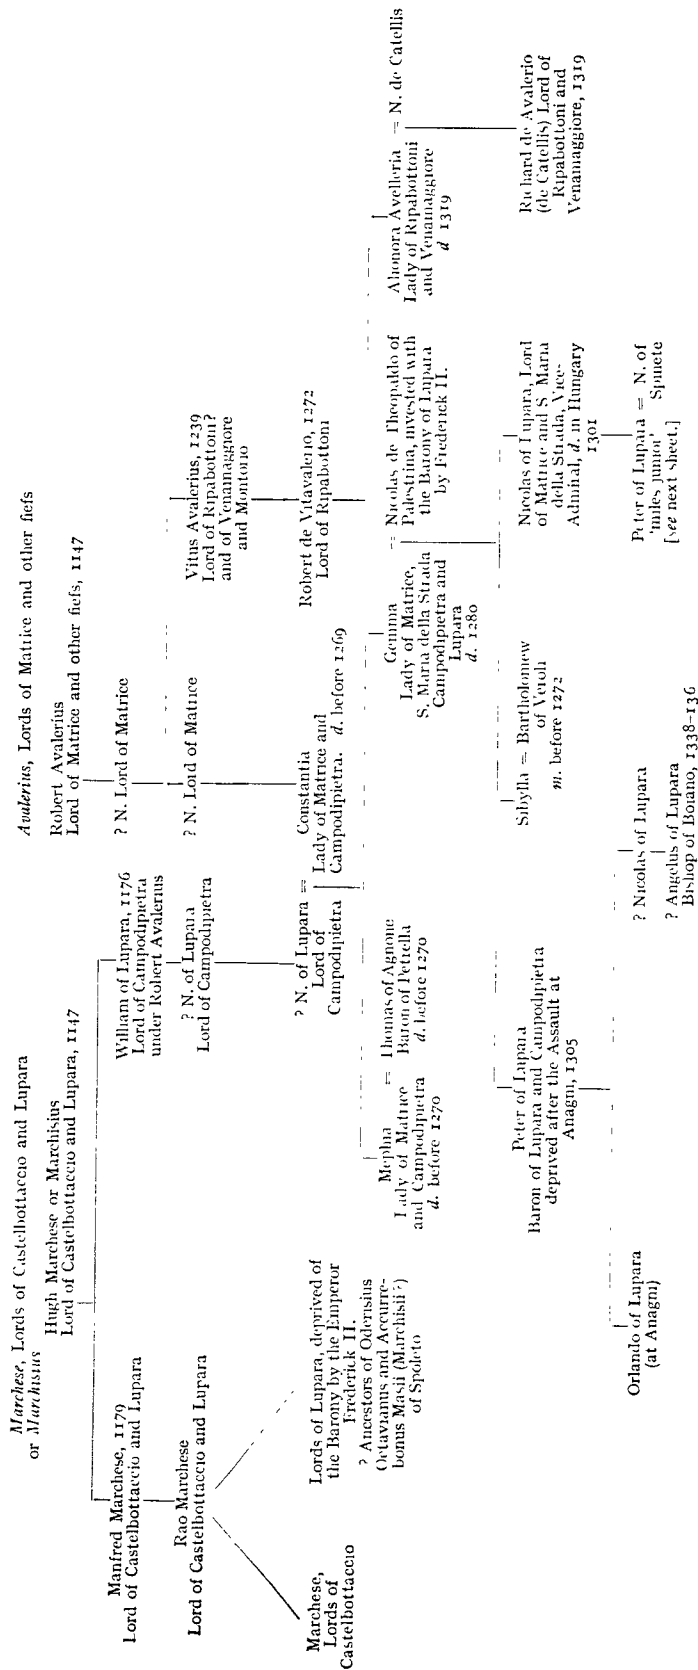 Marchese, Lords of Castelbottaccio and Lupara
or Marchisius
Hugh Marchese or Marchisius
Lord of Castelbottaccio and Lupara, 1147
Avalerius, Lords of Matrice and other fiefs
Robert Avalerius
Lord of Matrice and other fiefs, 1147
Manfred Marchese, 1179
Lord of Castelbottaccio and Lupara
William of Lupara, 1176
Lord of Campodipietra
under Robert Avalerius
? N. Lord of Matrice
Rao Marchese
Lord of Castelbottaccio and Lupara
? N. of Lupara
Lord of Campodipietra
? N. Lord of Matrice
Vitus Avalerius, 1239
Lord of Ripabottoni?
and of Venamaggiore
and Montorio
Marchese,
Lords of
Castelbottaccio
Lords of Lupara, deprived of
the Barony by the Emperor
Frederick II.
? Ancestors of Oderisius
Octavianus and Accurre-
bonus Masii (Marchisii?)
of Spoleto
? N. of Lupara =
Lord of
Campodipietra
Constantia
Lady of Matrice and
Campodipietra. d. before 1269
Robert de Vitavalerio, 1272
Lord of Ripabottoni
Mephia
Lady of Matrice
and Campodipietra
d. before 1270
= Thomas of Agnone
Baron of Petrella
d. before 1270
Gemma
Lady of Matrice,
S. Maria della Strada
Campodipietra and
Lupara
d. 1280
= Nicolas de Theopaldo of
Palestrina, invested with
the Barony of Lupara
by Frederick II.
Alionora Avelleria
Lady of Ripabottoni
and Venamaggiore
d 1319
= N. de Catellis
Peter of Lupara
Baron of Lupara and Campodipietra
deprived after the Assault at
Anagni, 1305
Sibylla = Bartholomew
of Veroli
m. before 1272
Nicolas of Lupara, Lord
of Matrice and S Maria
della Strada, Vice-
Admiral, d. in Hungary
1301
Richard de Avalerio
(de Catellis) Lord of
Ripabottoni and
Venamaggiore, 1319
Orlando of Lupara
(at Anagni)
? Nicolas of Lupara
? Angelus of Lupara
Bishop of Boiano, 1338-136
Peter of Lupara = N. of
'miles junior' Spinete
[see next sheet.]